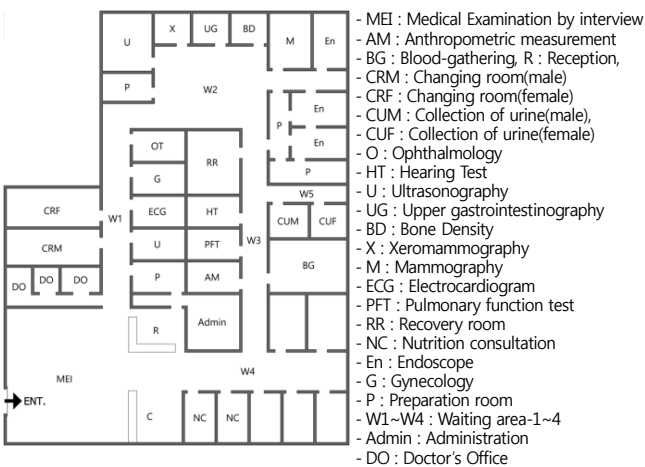 U
X
UG
BD
M
En
P
W2
P
En
En
P
OT
RR
G
W5
ECG
HT
CUM
CUF
CRF
W1
U
PFT
W3
CRM
BG
P
AM
DO
DO
DO
R
Admin
MEI
W4
ENT.
C
NC
NC
- MEI : Medical Examination by interview
- AM : Anthropometric measurement
- BG : Blood-gathering, R : Reception,
- CRM : Changing room(male)
- CRF : Changing room(female)
- CUM : Collection of urine(male),
- CUF : Collection of urine(female)
- O : Ophthalmology
- HT : Hearing Test
- U : Ultrasonography
- UG : Upper gastrointestinography
- BD : Bone Density
- X : Xeromammography
- M : Mammography
- ECG : Electrocardiogram
- PFT : Pulmonary function test
- RR : Recovery room
- NC : Nutrition consultation
- En : Endoscope
- G : Gynecology
- P : Preparation room
- W1~W4 : Waiting area-1~4
- Admin : Administration
- DO : Doctor's Office